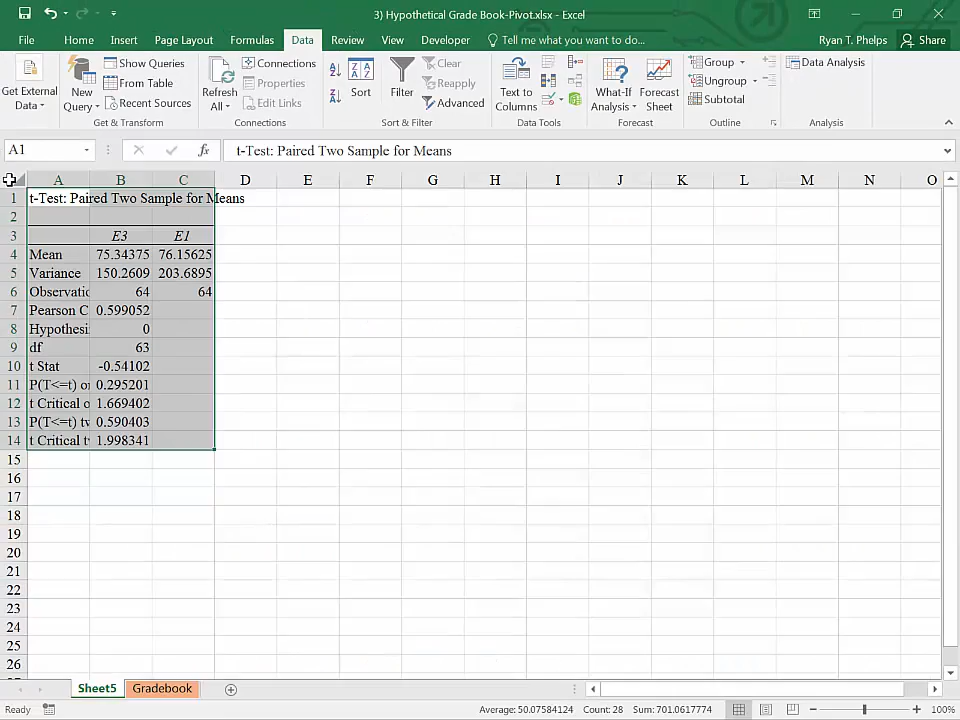 3) Hypothetical Grade Book-Pivot.xlsx - Excel
File Home Insert Page Layout Formulas Data Review View Developer Tell me what you want to do... Ryan T. Phelps Share
Get External Data
New Query
Show Queries
From Table
Recent Sources
Get & Transform
Refresh All
Connections
Properties
Edit Links
Connections
Sort
Filter
Clear
Reapply
Advanced
Sort & Filter
Text to Columns
Data Tools
What-If Analysis
Forecast Sheet
Forecast
Group
Ungroup
Subtotal
Outline
Data Analysis
Analysis
A1 fx t-Test: Paired Two Sample for Means
A B C D E F G H I J K L M N O
1 t-Test: Paired Two Sample for Means
2
3 E3 E1
4 Mean 75.34375 76.15625
5 Variance 150.2609 203.6895
6 Observatio 64 64
7 Pearson C 0.599052
8 Hypothesi 0
9 df 63
10 t Stat -0.54102
11 P(T<=t) o 0.295201
12 t Critical o 1.669402
13 P(T<=t) tv 0.590403
14 t Critical t 1.998341
15
16
17
18
19
20
21
22
23
24
25
26
Sheet5 Gradebook
Ready Average: 50.07584124 Count: 28 Sum: 701.0617774 100%